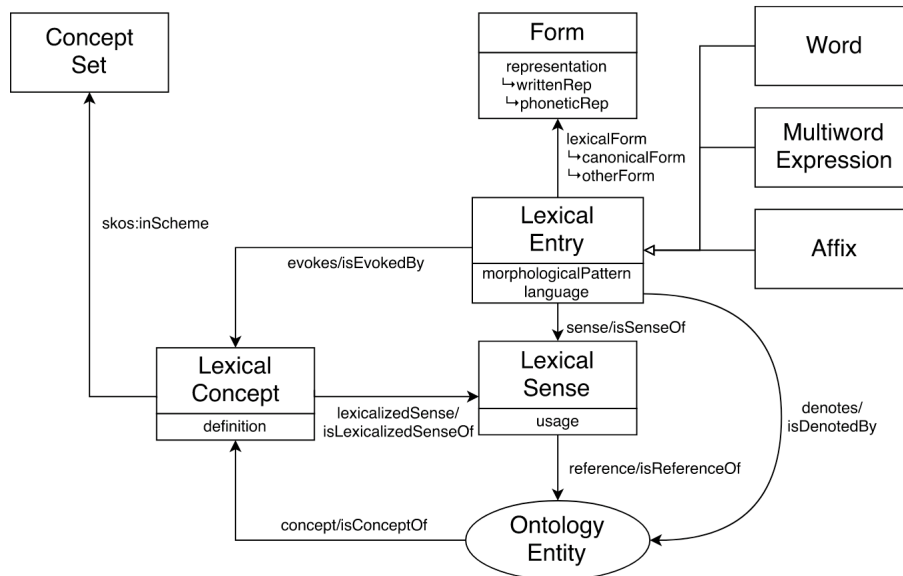 Concept
Set
Form
representation
↳writtenRep
↳phoneticRep
Word
lexicalForm
↳canonicalForm
↳otherForm
Multiword
Expression
skos:inScheme
Lexical
Entry
morphologicalPattern
language
Affix
evokes/isEvokedBy
sense/isSenseOf
Lexical
Concept
definition
lexicalizedSense/
isLexicalizedSenseOf
Lexical
Sense
usage
denotes/
isDenotedBy
reference/isReferenceOf
concept/isConceptOf
Ontology
Entity